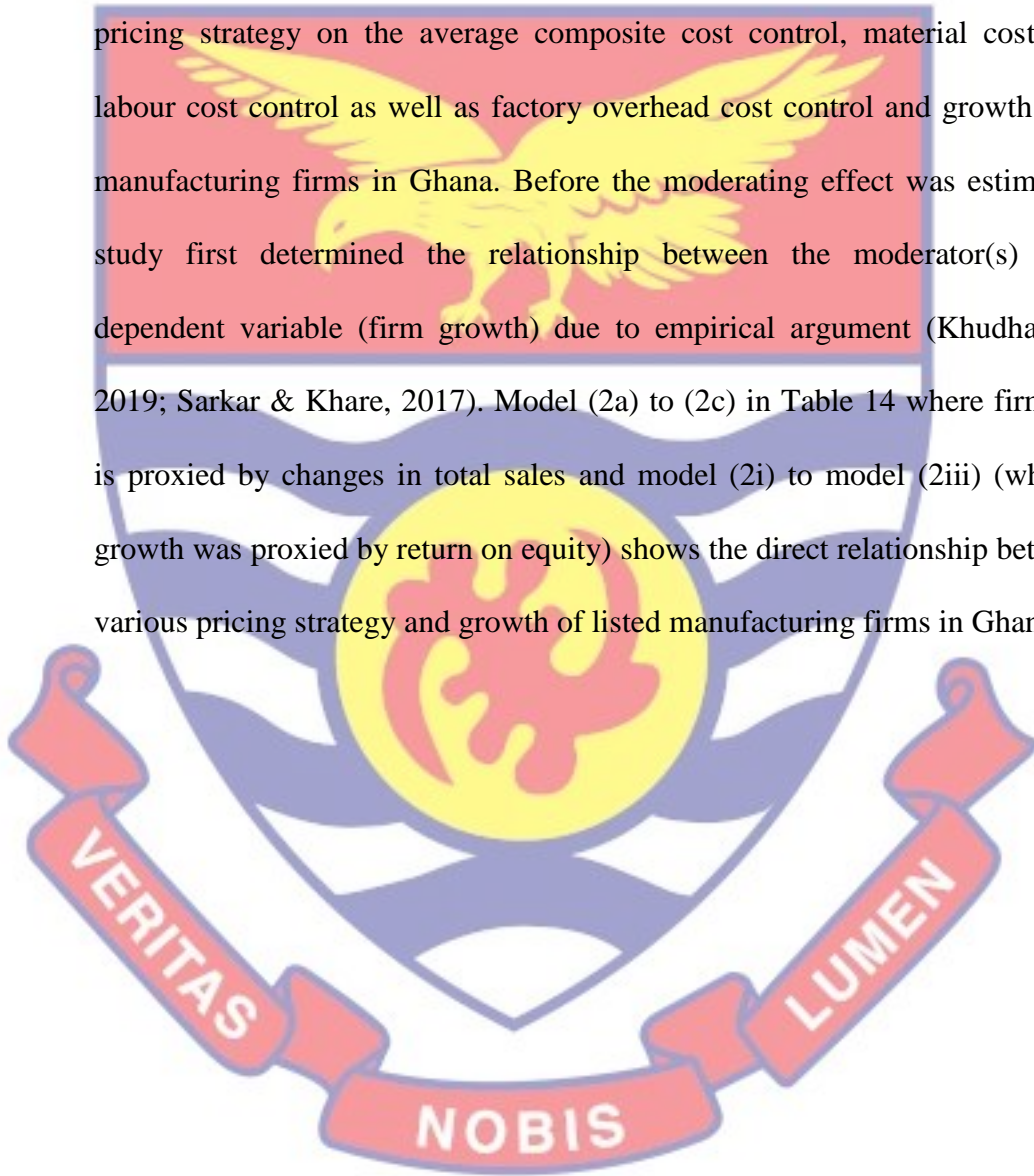 pricing strategy on the average composite cost control, material cost
labour cost control as well as factory overhead cost control and growth
manufacturing firms in Ghana. Before the moderating effect was estim
study first determined the relationship between the moderator(s)
dependent variable (firm growth) due to empirical argument (Khudha
2019; Sarkar & Khare, 2017). Model (2a) to (2c) in Table 14 where firm
is proxied by changes in total sales and model (2i) to model (2iii) (wh
growth was proxied by return on equity) shows the direct relationship bet
various pricing strategy and growth of listed manufacturing firms in Ghan
VERITAS
NOBIS
LUMEN